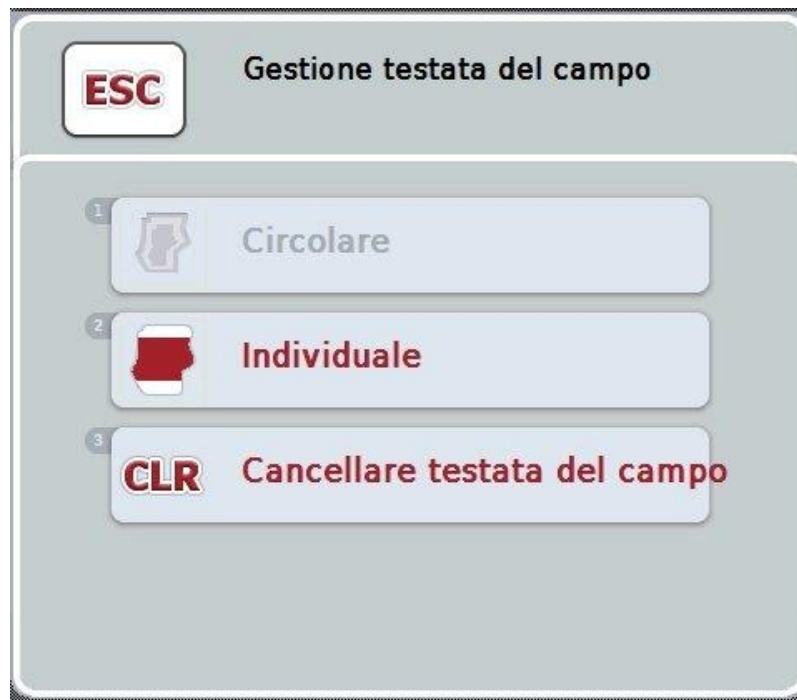 ESC
Gestione testata del campo
1
Circolare
2
Individuale
3
CLR
Cancellare testata del campo